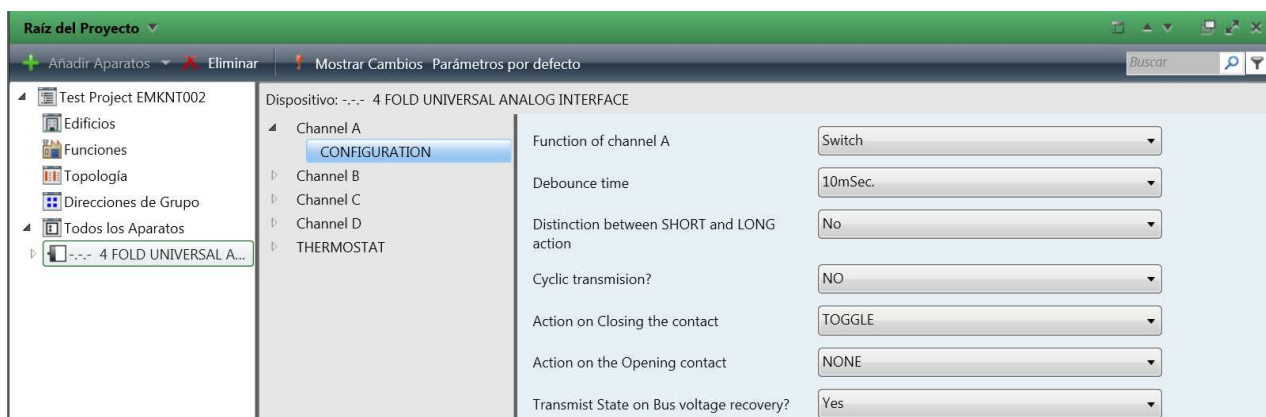 Raíz del Proyecto
Añadir Aparatos Eliminar Mostrar Cambios Parámetros por defecto Buscar
Test Project EMKNT002
Edificios
Funciones
Topología
Direcciones de Grupo
Todos los Aparatos
-.-.- 4 FOLD UNIVERSAL A...
Dispositivo: -.-.- 4 FOLD UNIVERSAL ANALOG INTERFACE
Channel A
CONFIGURATION
Channel B
Channel C
Channel D
THERMOSTAT
Function of channel A Switch
Debounce time 10mSec.
Distinction between SHORT and LONG No
action
Cyclic transmision? NO
Action on Closing the contact TOGGLE
Action on the Opening contact NONE
Transmist State on Bus voltage recovery? Yes